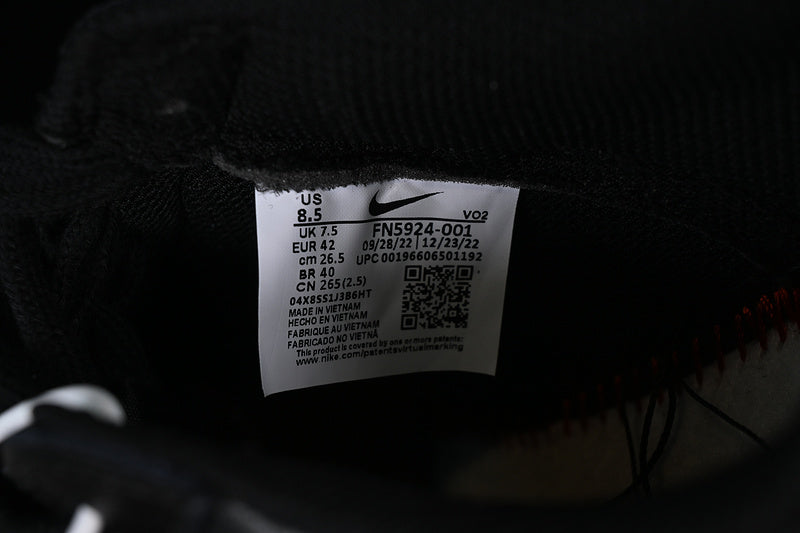 US
8.5
VO2
UK 7.5
FN5924-001
EUR 42
09/28/22 | 12/23/22
cm 26.5
UPC 00196606501192
BR 40
CN 265(2.5)
04X8SS1J3B6HT
MADE IN VIETNAM
HECHO EN VIETNAM
FABRIQUE AU VIETNAM
FABRICADO NO VIETNÃ
This product is covered by one or more patents:
www.nike.com/patentsvirtualmarking